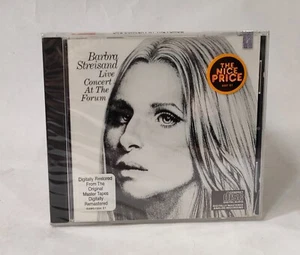 Barbra
Streisand
Live
Concert
At The
Forum
THE
NICE
PRICE
Digitally Restored
From The
Original
Master Tapes
Digitally
Remastered